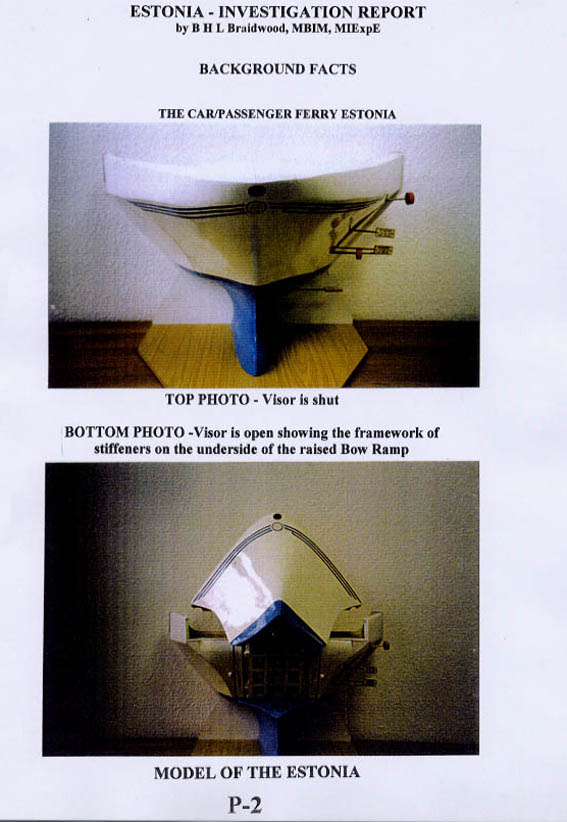 ESTONIA - INVESTIGATION REPORT
by B H L Braidwood, MBIM, MIExpE
BACKGROUND FACTS
THE CAR/PASSENGER FERRY ESTONIA
TOP PHOTO - Visor is shut
BOTTOM PHOTO -Visor is open showing the framework of
stiffeners on the underside of the raised Bow Ramp
MODEL OF THE ESTONIA
P-2